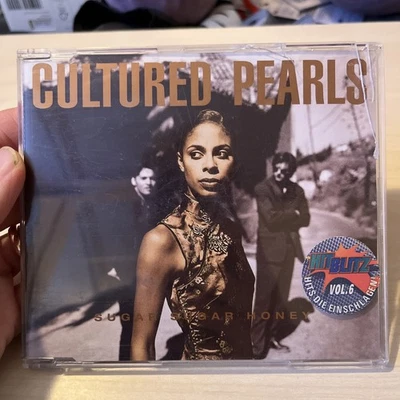 CULTURED PEARLS
HIT BLITZ
VOL.6
HITS DIE EINSCHLAGEN
SUGAR SUGAR HONEY